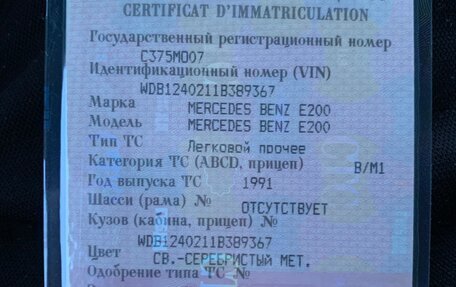 CERTIFICAT D'IMMATRICULATION
Государственный регистрационный номер
С375МО07
Идентификационный номер (VIN)
WDB1240211B389367
Марка MERCEDES BENZ E200
Модель MERCEDES BENZ E200
Тип ТС Легковой прочее
Категория ТС (ABCD, прицеп) B/M1
Год выпуска ТС 1991
Шасси (рама) № ОТСУТСТВУЕТ
Кузов (кабина, прицеп) №
WDB1240211B389367
Цвет СВ.-СЕРЕБРИСТЫЙ МЕТ.
Одобрение типа ТС №